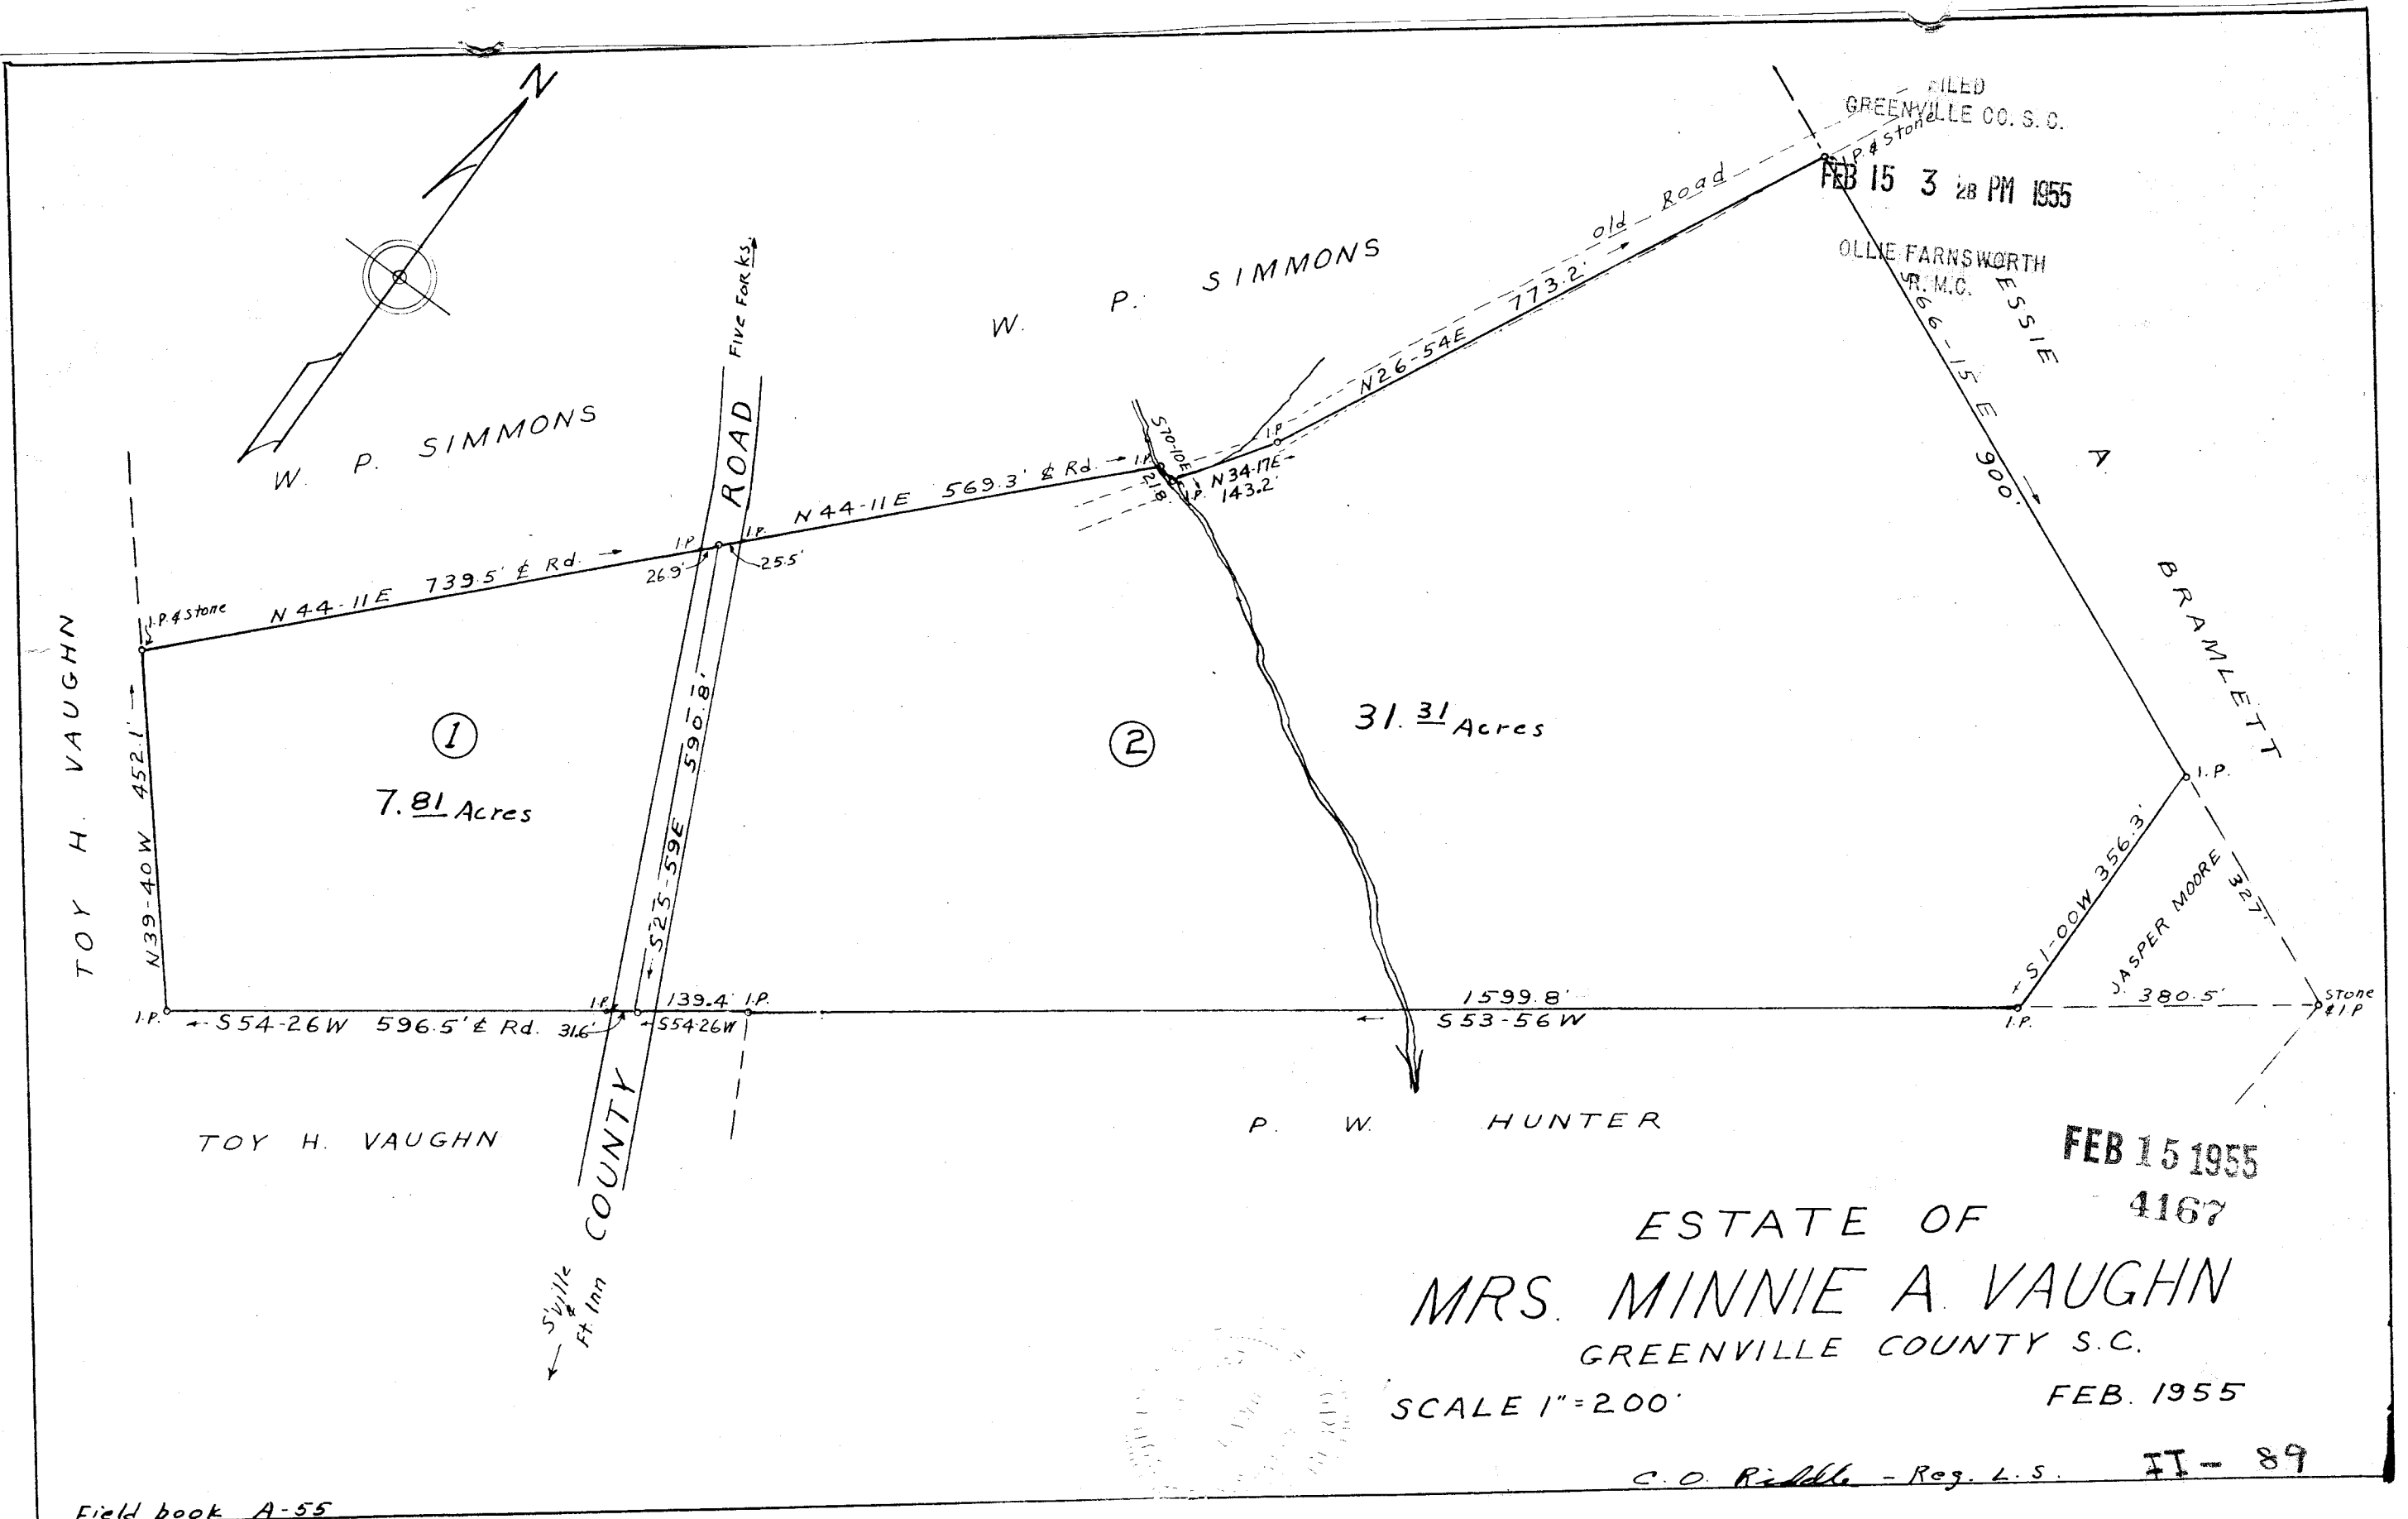 N
FILED
GREENVILLE CO. S. C.
I.P. & Stone
FEB 15 3 28 PM 1955
OLLIE FARNSWORTH
R. M. C.
Old Road
Five Forks
W. P. SIMMONS
W. P. SIMMONS
773.2'
N26-54E
S66-15E 900'
JESSIE A. BRAMLETT
ROAD
S70-10E
21.8
I.P.
I.P.
I.P.
N34-17E
143.2'
N44-11E 569.3' ℄ Rd.
I.P.
I.P.
26.9'
25.5'
N44-11E 739.5' ℄ Rd.
I.P. & Stone
TOY H. VAUGHN
N39-40W 452.1'
1
7.81 Acres
S25-59E 590.8'
2
31.31 Acres
I.P.
S1-00W 356.3'
JASPER MOORE
327'
380.5'
Stone
& I.P.
I.P.
I.P.
S54-26W 596.5' ℄ Rd.
I.P.
31.6'
139.4' I.P.
S54-26W
1599.8'
S53-56W
TOY H. VAUGHN
COUNTY
S'ville
&
Ft. Inn
P. W. HUNTER
FEB 15 1955
4167
ESTATE OF
MRS. MINNIE A. VAUGHN
GREENVILLE COUNTY S.C.
SCALE 1"=200'
FEB. 1955
C. O. Riddle - Reg. L. S.
II - 89
Field book A-55